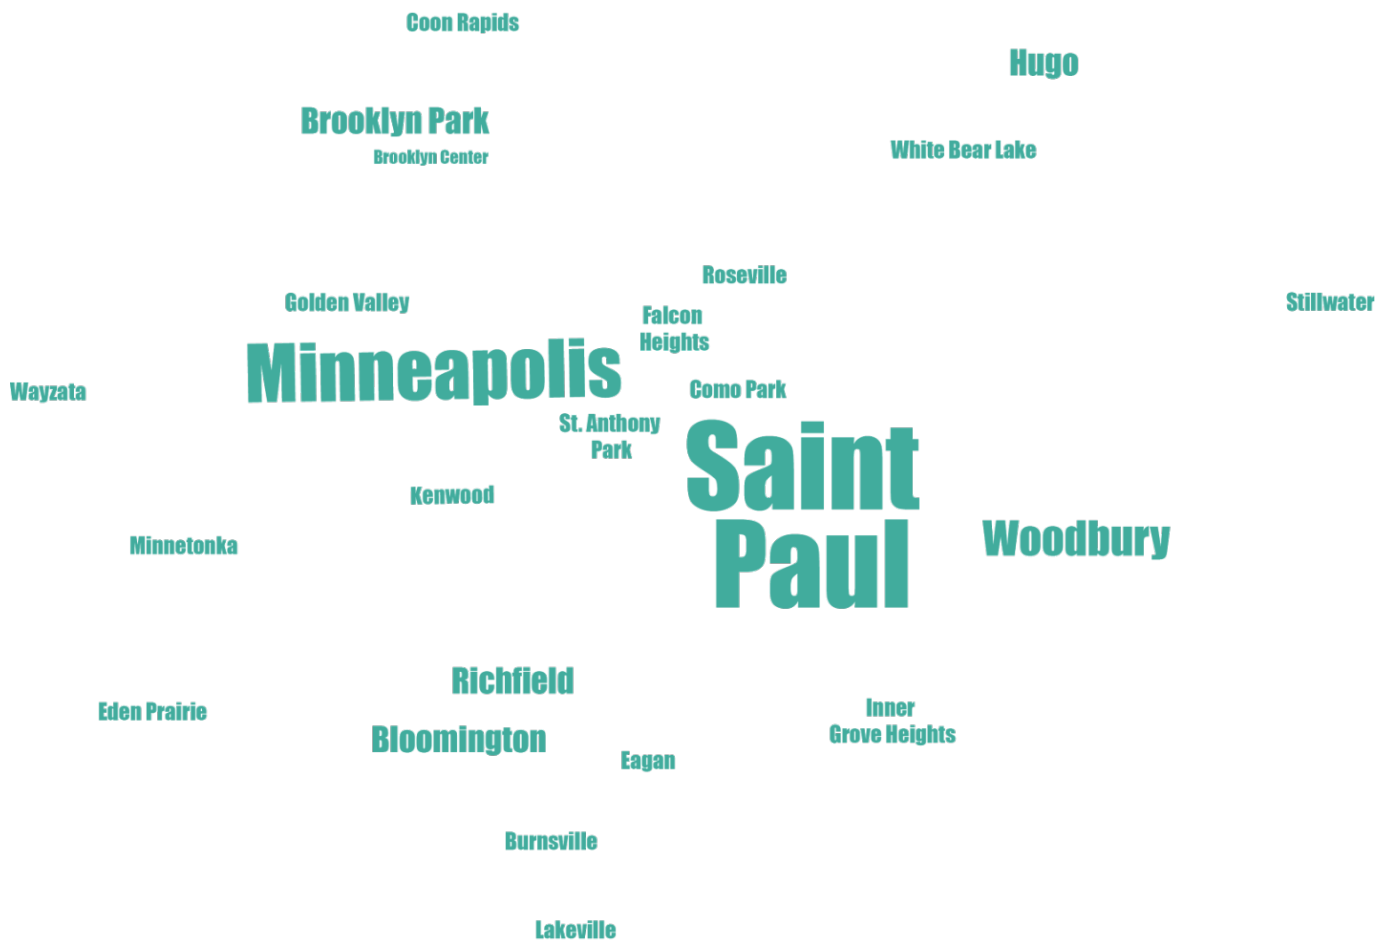 Coon Rapids
Hugo
Brooklyn Park
White Bear Lake
Brooklyn Center
Roseville
Golden Valley
Stillwater
Falcon
Heights
Minneapolis
Wayzata
Como Park
St. Anthony
Park
Saint
Paul
Kenwood
Woodbury
Minnetonka
Richfield
Eden Prairie
Inner
Grove Heights
Bloomington
Eagan
Burnsville
Lakeville